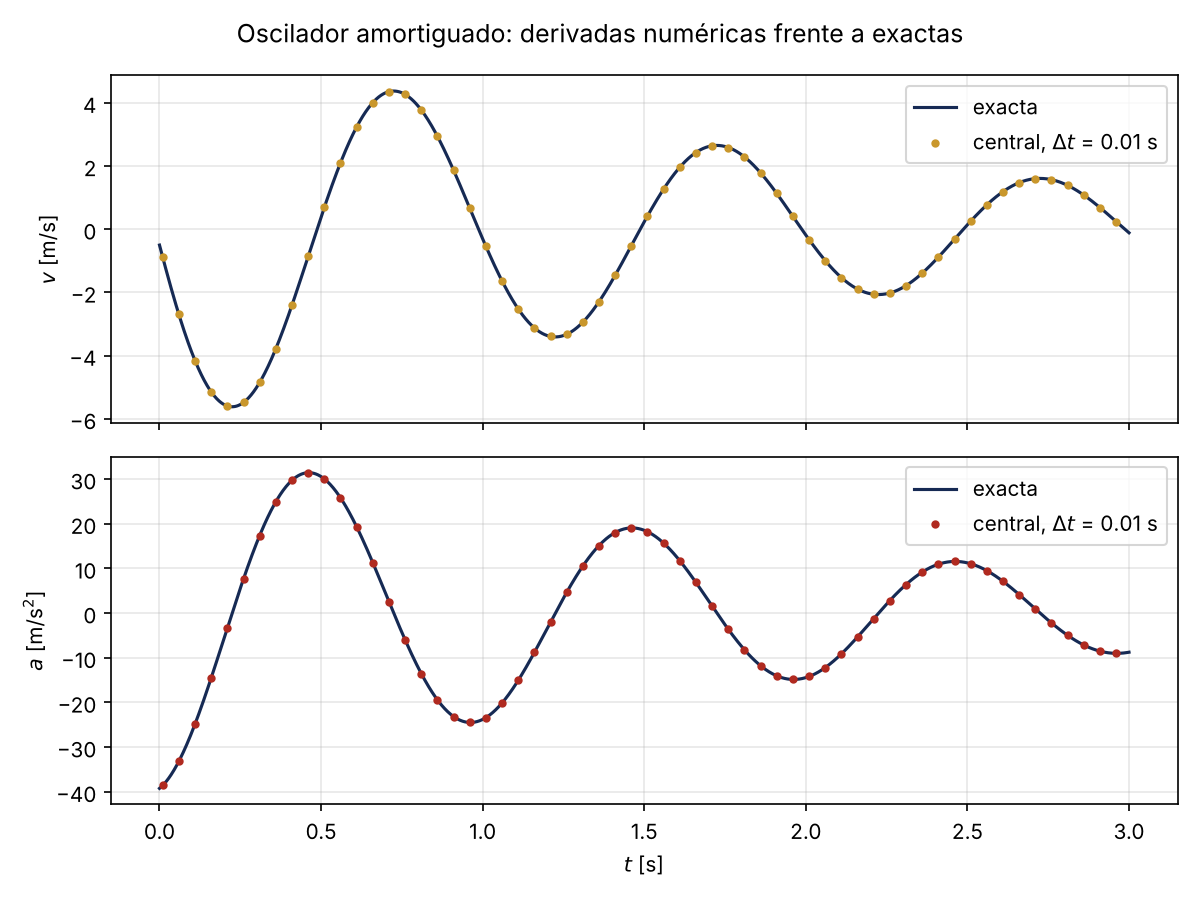 Oscilador amortiguado: derivadas numéricas frente a exactas
4
2
0
−2
−4
−6
v [m/s]
exacta
central, Δt = 0.01 s
30
20
10
0
−10
−20
−30
−40
a [m/s²]
exacta
central, Δt = 0.01 s
0.0 0.5 1.0 1.5 2.0 2.5 3.0
t [s]